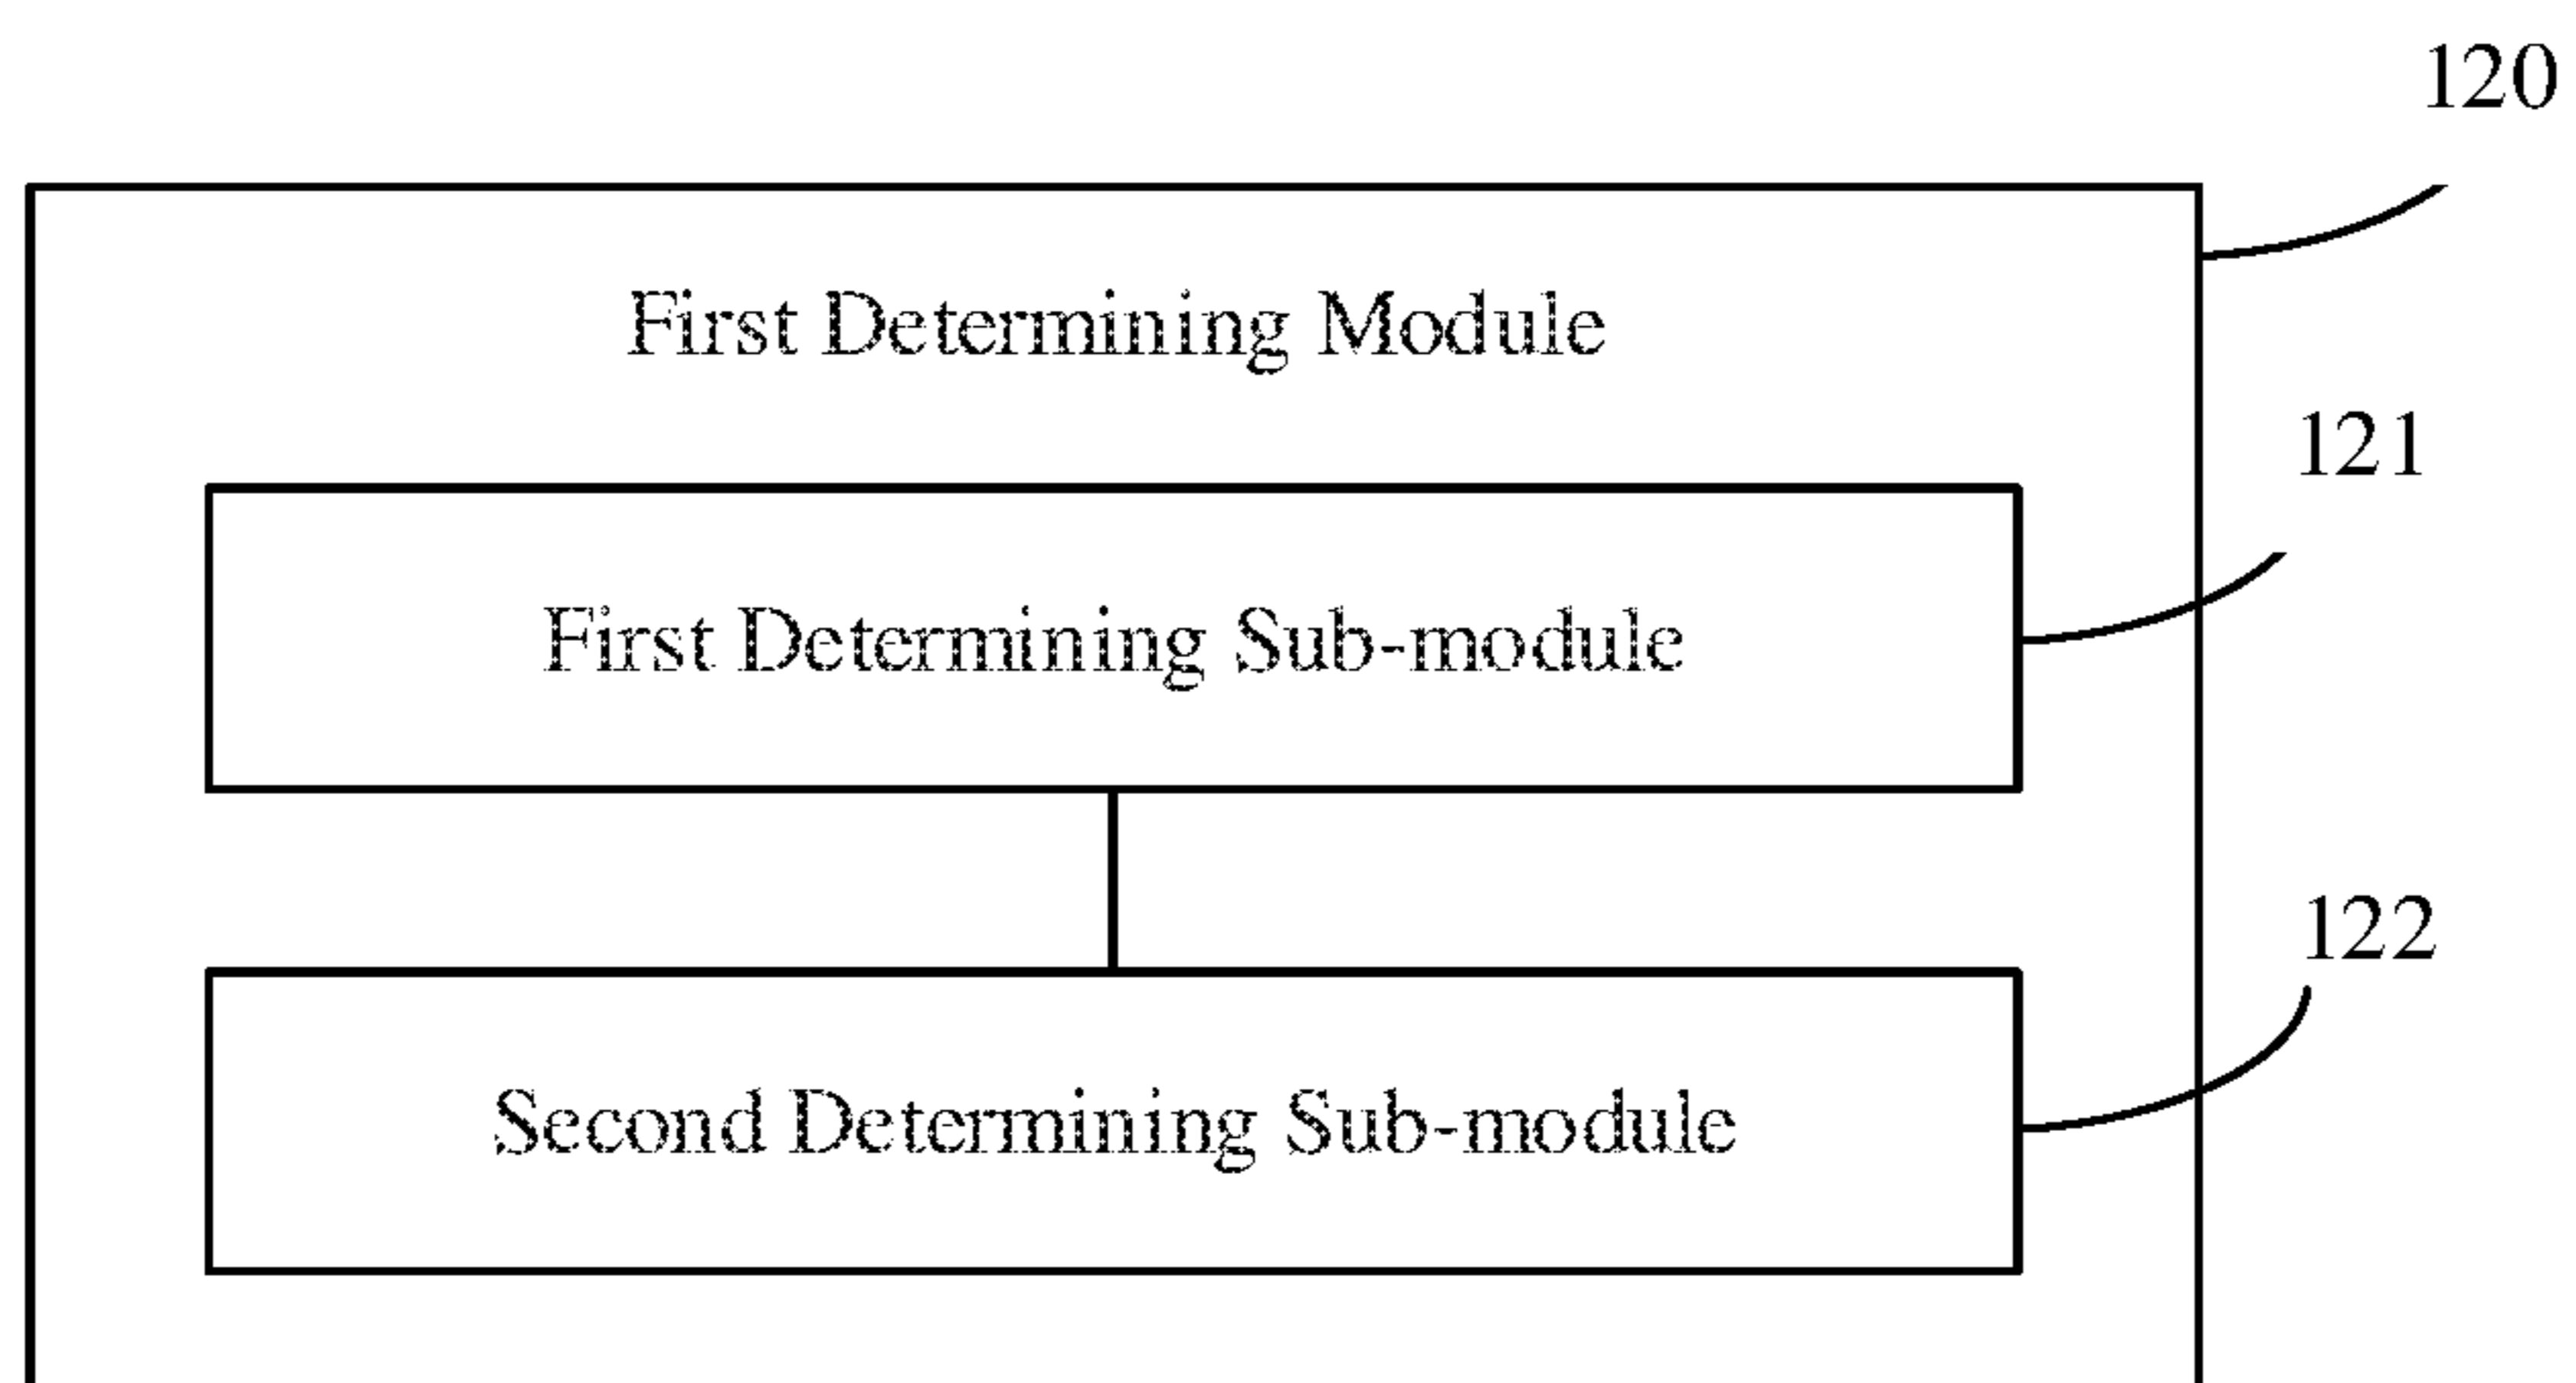 120
First Determining Module
121
First Determining Sub-module
122
Second Determining Sub-module